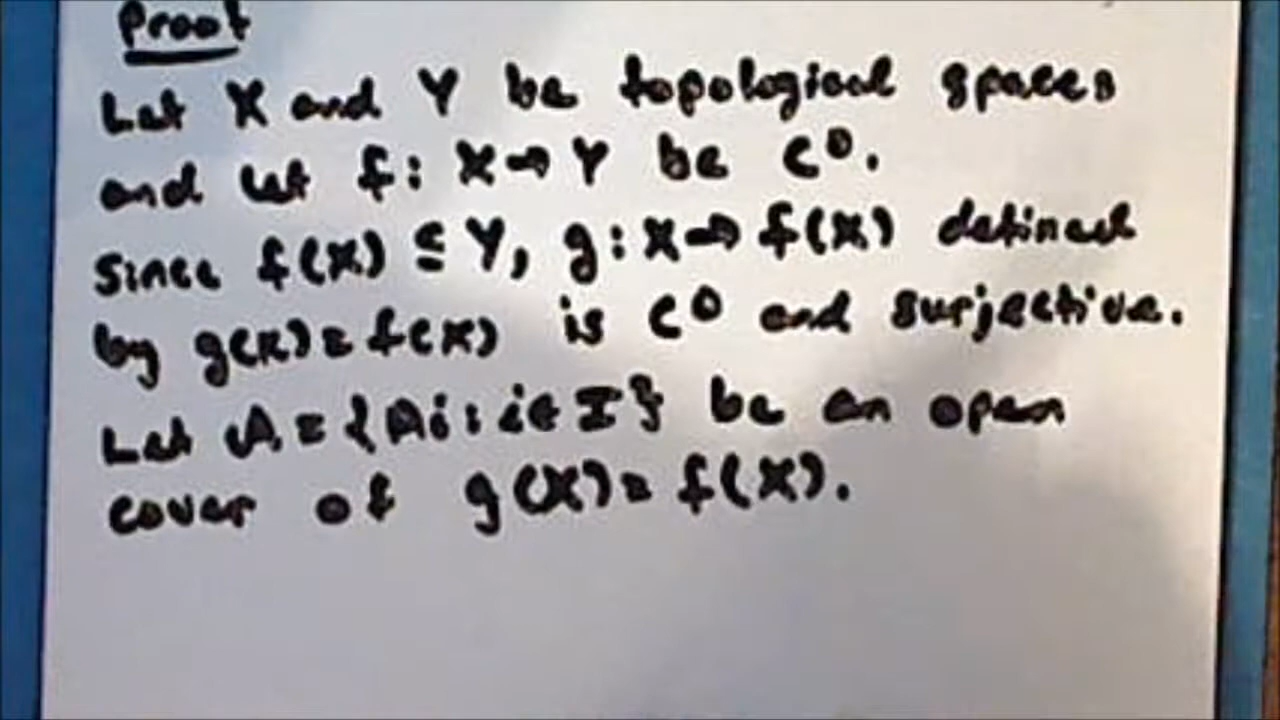 Proof
Let X and Y be topological spaces
and let f: X→Y be C⁰.
Since f(X) ⊆ Y, g: X→f(X) defined
by g(x) = f(x) is C⁰ and surjective.
Let A = {Ai : i ∈ I} be an open
cover of g(X) = f(X).